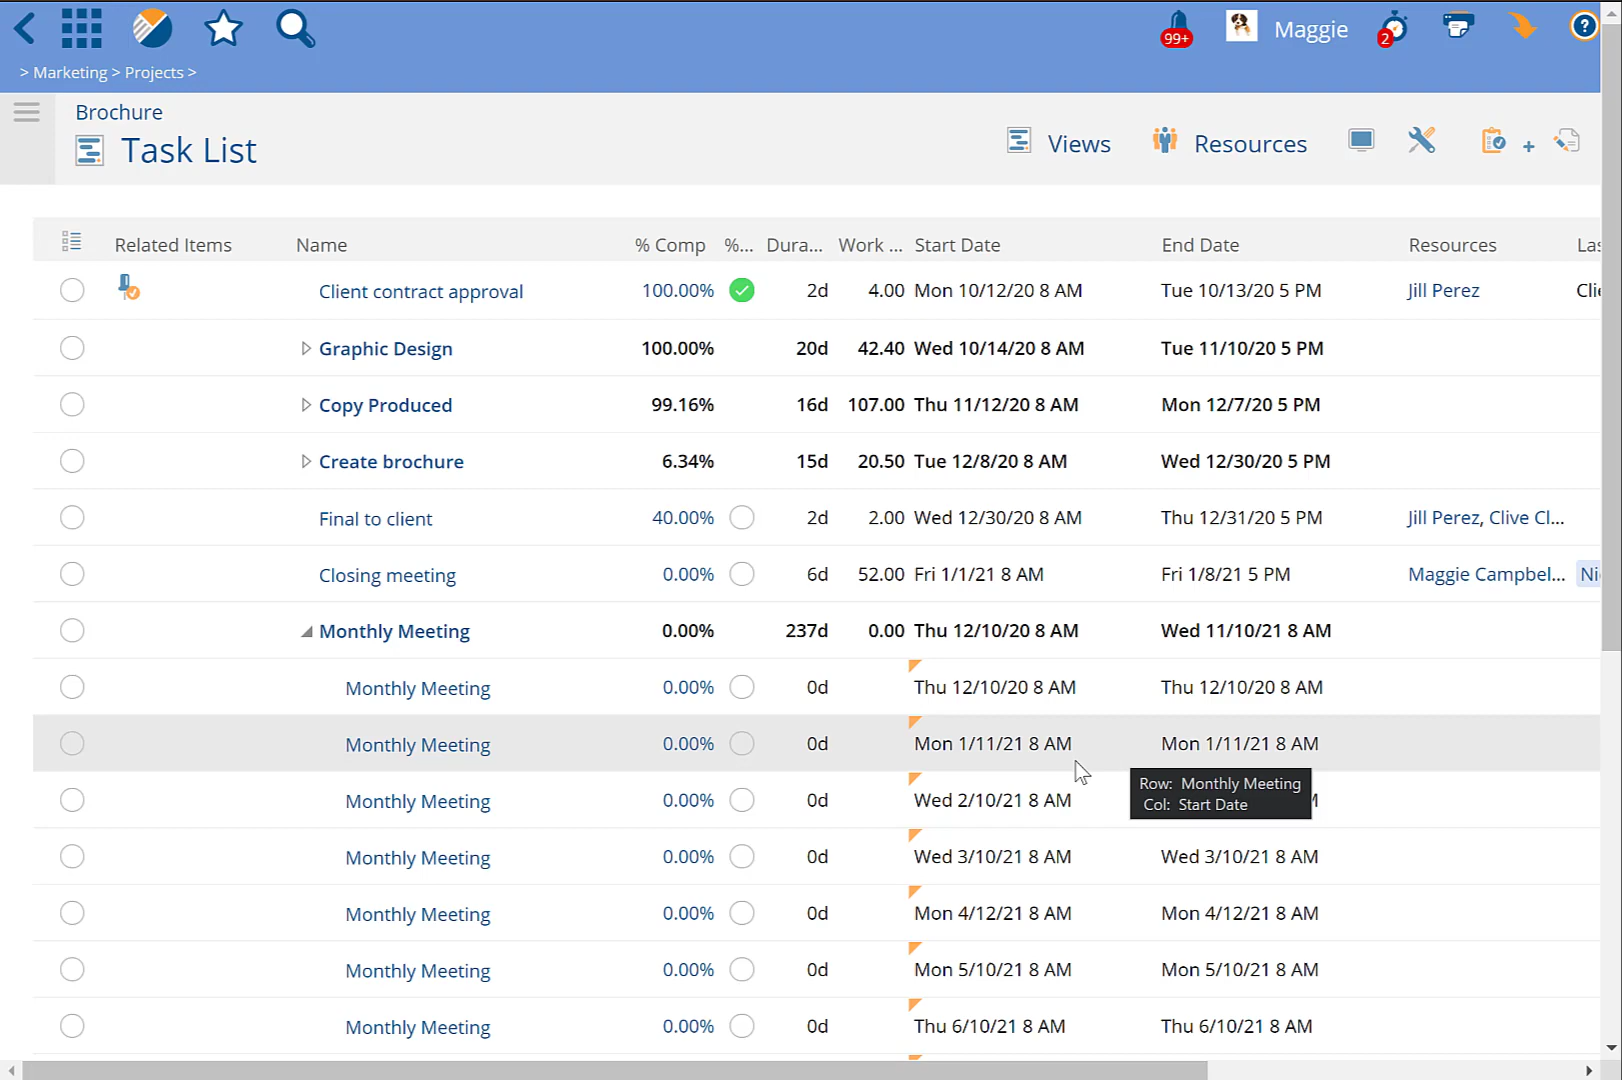 99+
Maggie
2
?
> Marketing > Projects >
Brochure
Task List
Views
Resources
+
Related Items Name % Comp %... Dura... Work ... Start Date End Date Resources Las
Client contract approval 100.00% 2d 4.00 Mon 10/12/20 8 AM Tue 10/13/20 5 PM Jill Perez Clie
Graphic Design 100.00% 20d 42.40 Wed 10/14/20 8 AM Tue 11/10/20 5 PM
Copy Produced 99.16% 16d 107.00 Thu 11/12/20 8 AM Mon 12/7/20 5 PM
Create brochure 6.34% 15d 20.50 Tue 12/8/20 8 AM Wed 12/30/20 5 PM
Final to client 40.00% 2d 2.00 Wed 12/30/20 8 AM Thu 12/31/20 5 PM Jill Perez, Clive Cl...
Closing meeting 0.00% 6d 52.00 Fri 1/1/21 8 AM Fri 1/8/21 5 PM Maggie Campbel... Ni
Monthly Meeting 0.00% 237d 0.00 Thu 12/10/20 8 AM Wed 11/10/21 8 AM
Monthly Meeting 0.00% 0d Thu 12/10/20 8 AM Thu 12/10/20 8 AM
Monthly Meeting 0.00% 0d Mon 1/11/21 8 AM Mon 1/11/21 8 AM
Row: Monthly Meeting
Col: Start Date
Monthly Meeting 0.00% 0d Wed 2/10/21 8 AM
Monthly Meeting 0.00% 0d Wed 3/10/21 8 AM Wed 3/10/21 8 AM
Monthly Meeting 0.00% 0d Mon 4/12/21 8 AM Mon 4/12/21 8 AM
Monthly Meeting 0.00% 0d Mon 5/10/21 8 AM Mon 5/10/21 8 AM
Monthly Meeting 0.00% 0d Thu 6/10/21 8 AM Thu 6/10/21 8 AM